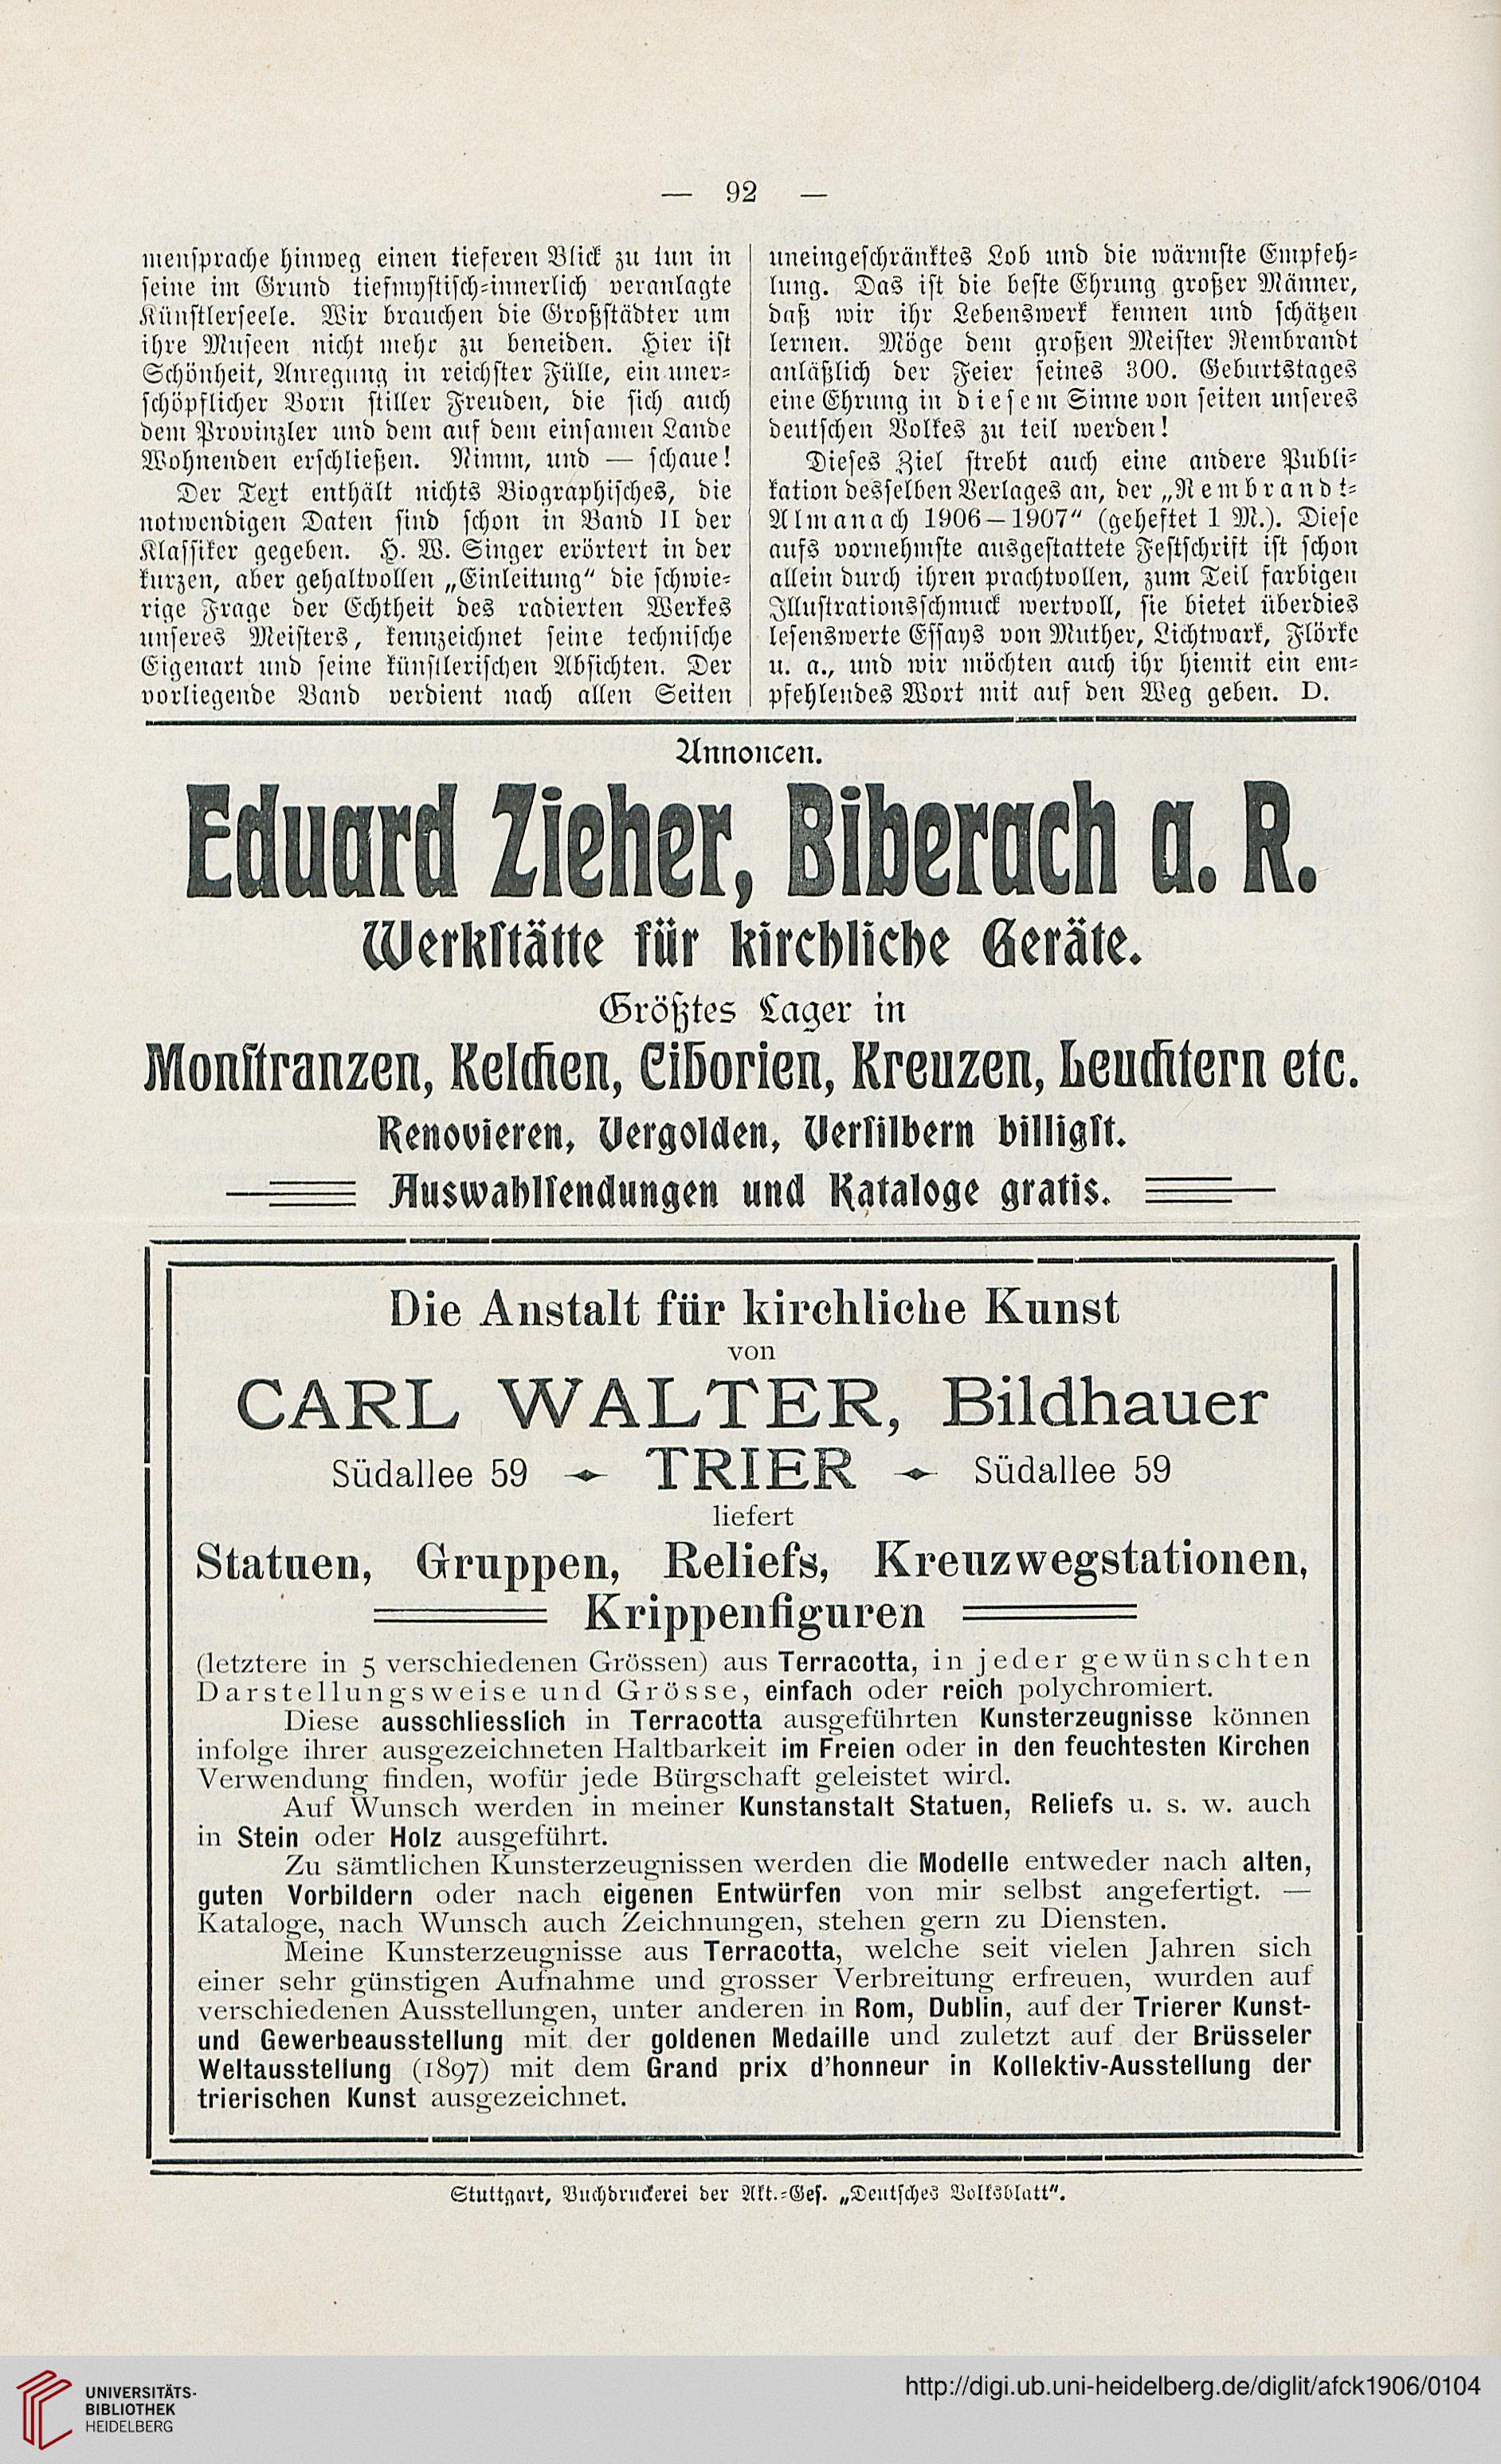 — 92 —
mensprache hinweg einen tieferen Blick zu tun in
seine im Grund tiefmystisch-innerlich veranlagte
Künstlerseele. Wir brauchen die Großstädter um
ihre Museen nicht mehr zu beneiden. Hier ist
Schönheit, Anregung in reichster Fülle, ein uner-
schöpflicher Born stiller Freuden, die sich auch
dem Provinzler und dem auf dem einsamen Lande
Wohnenden erschließen. Nimm, und — schaue!
Der Text enthält nichts Biographisches, die
notwendigen Daten sind schon in Band II der
Klassiker gegeben. H. W. Singer erörtert in der
kurzen, aber gehaltvollen „Einleitung“ die schwie-
rige Frage der Echtheit des radierten Werkes
unseres Meisters, kennzeichnet seine technische
Eigenart und seine künstlerischen Absichten. Der
vorliegende Band verdient nach allen Seiten
uneingeschränktes Lob und die wärmste Empfeh-
lung. Das ist die beste Ehrung großer Männer,
daß wir ihr Lebenswerk kennen und schätzen
lernen. Möge dem großen Meister Rembrandt
anläßlich der Feier seines 300. Geburtstages
eine Ehrung in diesem Sinne von seiten unseres
deutschen Volkes zu teil werden!
Dieses Ziel strebt auch eine andere Publi-
kation desselben Verlages an, der „Rembrandt-
Almanach 1906—1907“ (geheftet 1 M.). Diese
aufs vornehmste ausgestattete Festschrift ist schon
allein durch ihren prachtvollen, zum Teil farbigen
Illustrationsschmuck wertvoll, sie bietet überdies
lesenswerte Essays von Muther, Lichtwark, Flörke
u. a., und wir möchten auch ihr hiemit ein em-
pfehlendes Wort mit auf den Weg geben. D.
Annoncen.
Eduard Zieher, Biberach a. R.
Werkstätte für kirchliche Geräte.
Größtes Lager in
Monstranzen, Kelchen, Ciborien, Kreuzen, Leuchtern etc.
Renovieren, Vergolden, Versilbern billigst.
Auswahlsendungen und Kataloge gratis.
Die Anstalt für kirchliche Kunst
von
CARL WALTER, Bildhauer
Südallee 59 TRIER Südallee 59
liefert
Statuen, Gruppen, Reliefs, Kreuzwegstationen,
Krippenfiguren
(letztere in 5 verschiedenen Grössen) aus Terracotta, in jeder gewünschten
Darstellungsweise und Grösse, einfach oder reich polychromiert.
Diese ausschliesslich in Terracotta ausgeführten Kunsterzeugnisse können
infolge ihrer ausgezeichneten Haltbarkeit im Freien oder in den feuchtesten Kirchen
Verwendung finden, wofür jede Bürgschaft geleistet wird.
Auf Wunsch werden in meiner Kunstanstalt Statuen, Reliefs u. s. w. auch
in Stein oder Holz ausgeführt.
Zu sämtlichen Kunsterzeugnissen werden die Modelle entweder nach alten,
guten Vorbildern oder nach eigenen Entwürfen von mir selbst angefertigt. —
Kataloge, nach Wunsch auch Zeichnungen, stehen gern zu Diensten.
Meine Kunsterzeugnisse aus Terracotta, welche seit vielen Jahren sich
einer sehr günstigen Aufnahme und grosser Verbreitung erfreuen, wurden auf
verschiedenen Ausstellungen, unter anderen in Rom, Dublin, auf der Trierer Kunst-
und Gewerbeausstellung mit der goldenen Medaille und zuletzt auf der Brüsseler
Weltausstellung (1897) mit dem Grand prix d'honneur in Kollektiv-Ausstellung der
trierischen Kunst ausgezeichnet.
Stuttgart, Buchdruckerei der Akt.-Ges. „Deutsches Volksblatt“.
UNIVERSITÄTS-
BIBLIOTHEK
HEIDELBERG
http://digi.ub.uni-heidelberg.de/diglit/afck1906/0104